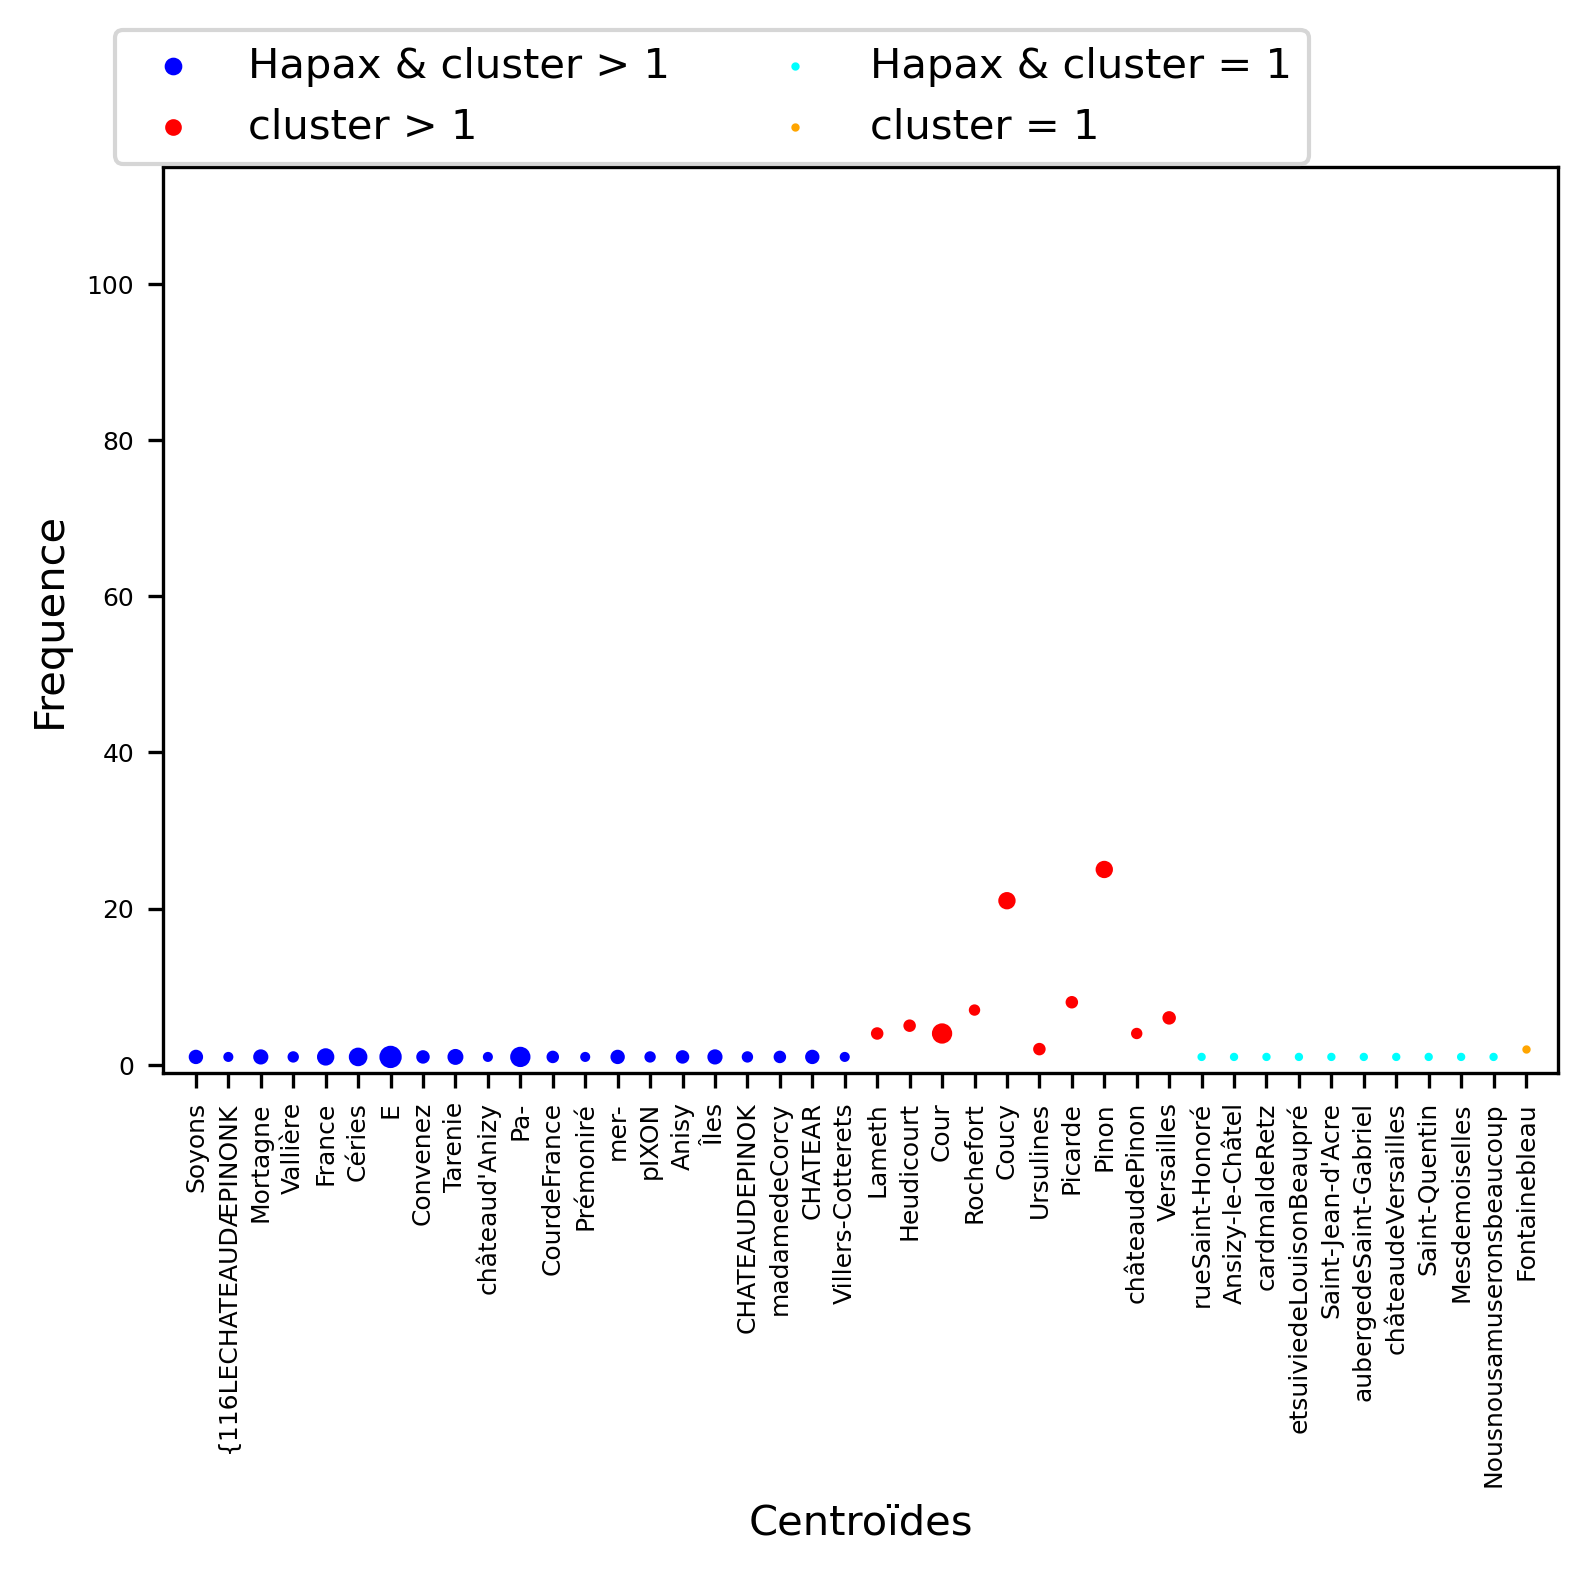 Hapax & cluster > 1
Hapax & cluster = 1
cluster > 1
cluster = 1
100
80
60
40
20
0
Frequence
Soyons
{116LECHATEAUDÆPINONK
Mortagne
Vallière
France
Céries
E
Convenez
Tarenie
châteaud'Anizy
Pa-
CourdeFrance
Prémoniré
mer-
pIXON
Anisy
Îles
CHATEAUDEPINOK
madamedeCorcy
CHATEAR
Villers-Cotterets
Lameth
Heudicourt
Cour
Rochefort
Coucy
Ursulines
Picarde
Pinon
châteaudePinon
Versailles
rueSaint-Honoré
Ansizy-le-Châtel
cardmaldeRetz
etsuiviedeLouisonBeaupré
Saint-Jean-d'Acre
aubergedeSaint-Gabriel
châteaudeVersailles
Saint-Quentin
Mesdemoiselles
Nousnousamuseronsbeaucoup
Fontainebleau
Centroïdes